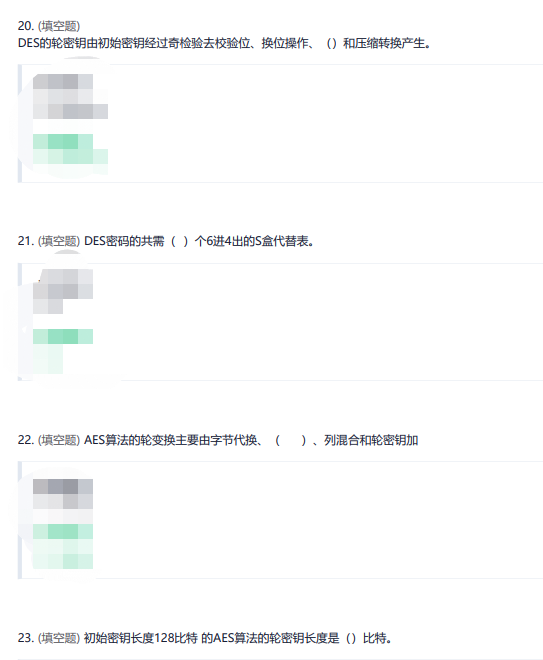 20. (填空题)
DES的轮密钥由初始密钥经过奇检验去校验位、换位操作、（）和压缩转换产生。
21. (填空题) DES密码的共需（ ）个6进4出的S盒代替表。
22. (填空题) AES算法的轮变换主要由字节代换、（ ）、列混合和轮密钥加
23. (填空题) 初始密钥长度128比特 的AES算法的轮密钥长度是（）比特。